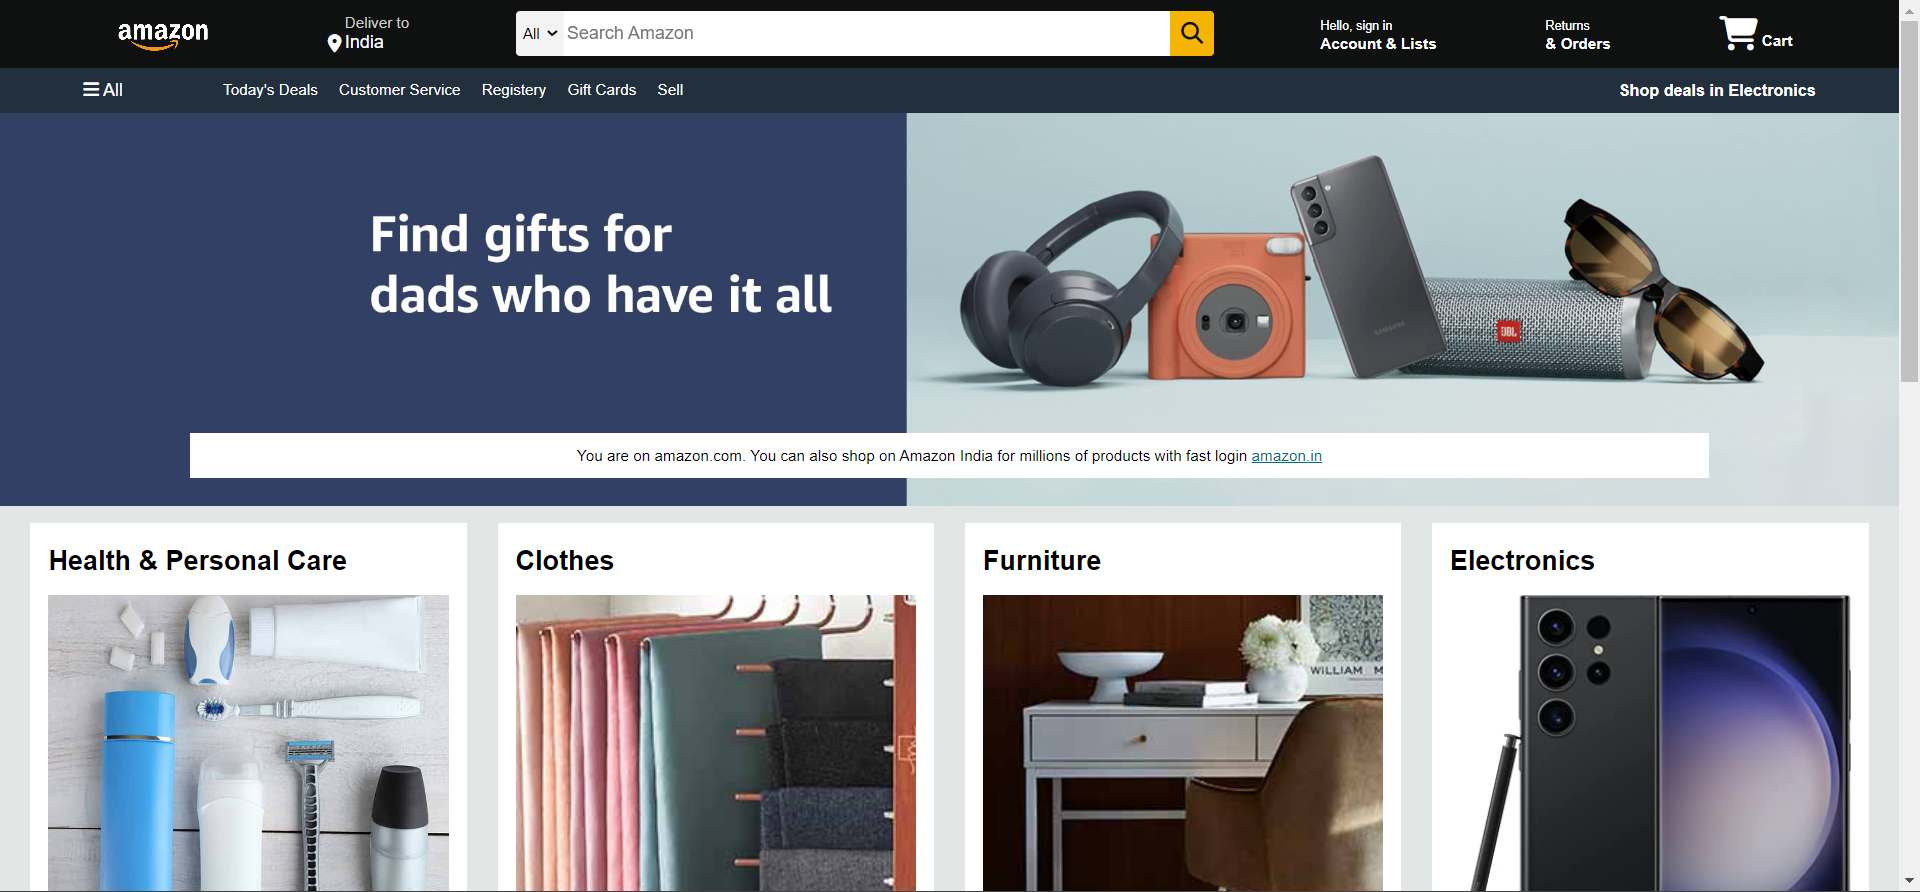 amazon
Deliver to
India
All
Search Amazon
Hello, sign in
Account & Lists
Returns
& Orders
Cart
All
Today's Deals
Customer Service
Registery
Gift Cards
Sell
Shop deals in Electronics
Find gifts for
dads who have it all
SAMSUNG
JBL
You are on amazon.com. You can also shop on Amazon India for millions of products with fast login amazon.in
Health & Personal Care
Clothes
Furniture
Electronics
WILLIAM M